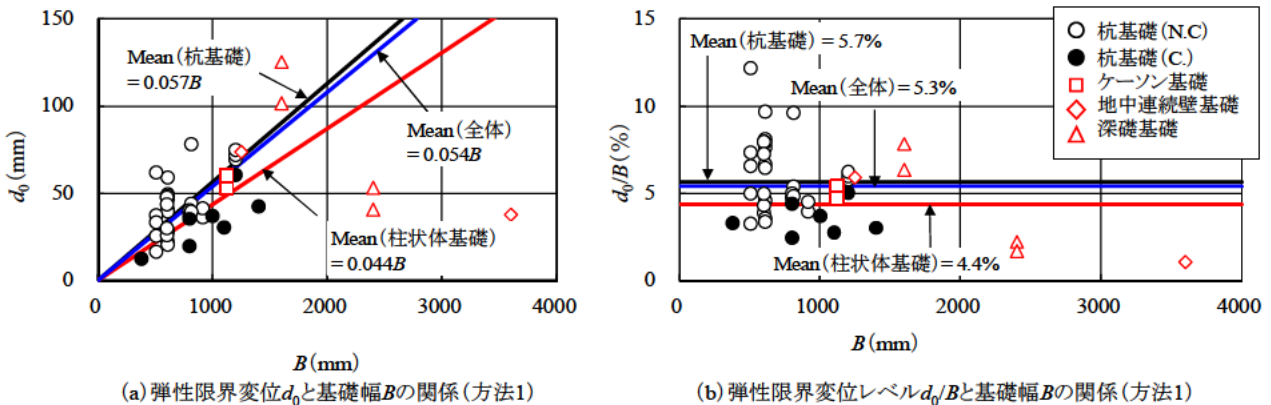 150
100
50
0
d₀(mm)
Mean(杭基礎)
=0.057B
Mean(全体)
=0.054B
Mean(柱状体基礎)
=0.044B
0
1000
2000
3000
4000
B(mm)
(a)弾性限界変位d₀と基礎幅Bの関係(方法1)
15
10
5
0
d₀/B(%)
Mean(杭基礎)=5.7%
Mean(全体)=5.3%
Mean(柱状体基礎)=4.4%
杭基礎(N.C)
杭基礎(C.)
ケーソン基礎
地中連続壁基礎
深礎基礎
0
1000
2000
3000
4000
B(mm)
(b)弾性限界変位レベルd₀/Bと基礎幅Bの関係(方法1)